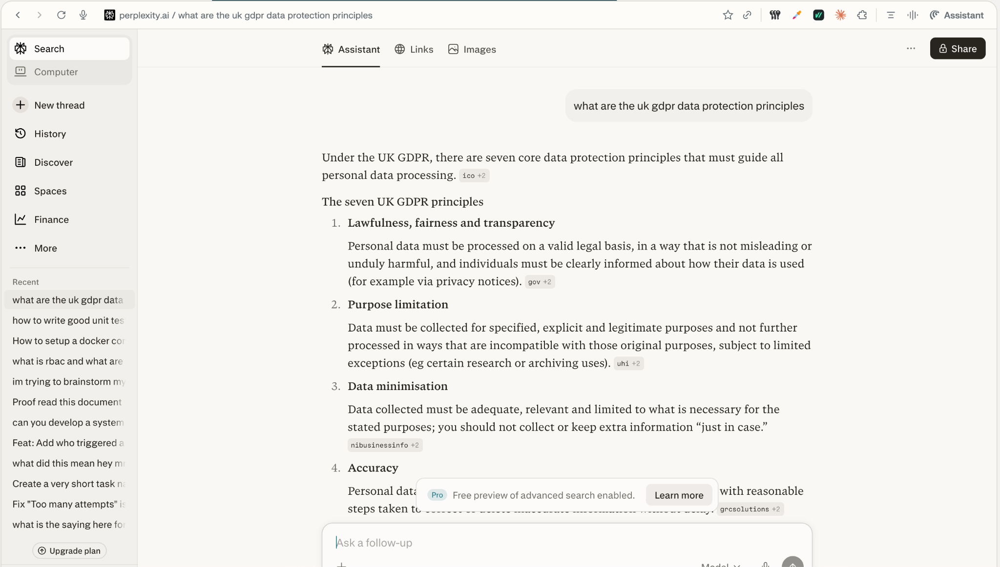 perplexity.ai / what are the uk gdpr data protection principles
Assistant
Search
Computer
New thread
History
Discover
Spaces
Finance
More
Recent
what are the uk gdpr data
how to write good unit tes
How to setup a docker cor
what is rbac and what are
im trying to brainstorm my
Proof read this document
can you develop a system
Feat: Add who triggered a
what did this mean hey
Create a very short task na
Fix "Too many attempts" is
what is the saying here for
Upgrade plan
Assistant Links Images
Share
what are the uk gdpr data protection principles
Under the UK GDPR, there are seven core data protection principles that must guide all
personal data processing. ico +2
The seven UK GDPR principles
1. Lawfulness, fairness and transparency
Personal data must be processed on a valid legal basis, in a way that is not misleading or
unduly harmful, and individuals must be clearly informed about how their data is used
(for example via privacy notices). gov +2
2. Purpose limitation
Data must be collected for specified, explicit and legitimate purposes and not further
processed in ways that are incompatible with those original purposes, subject to limited
exceptions (eg certain research or archiving uses). uhi +2
3. Data minimisation
Data collected must be adequate, relevant and limited to what is necessary for the
stated purposes; you should not collect or keep extra information “just in case.”
nibusinessinfo +2
4. Accuracy
Personal data with reasonable
steps taken to correct or delete inaccurate information without delay. grcsolutions +2
Pro Free preview of advanced search enabled. Learn more
Ask a follow-up
Model